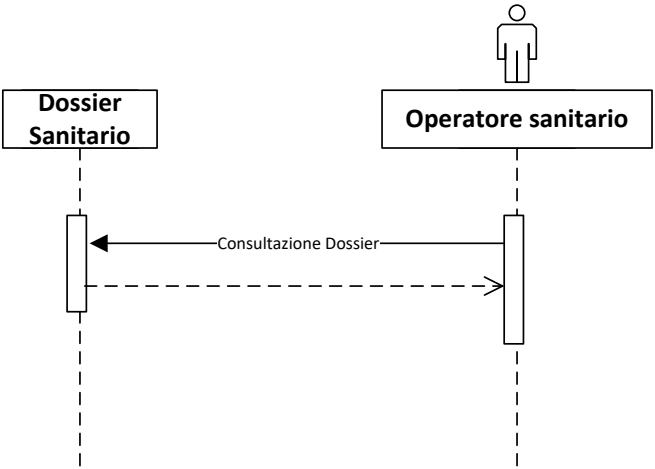 Dossier
Sanitario
Operatore sanitario
Consultazione Dossier